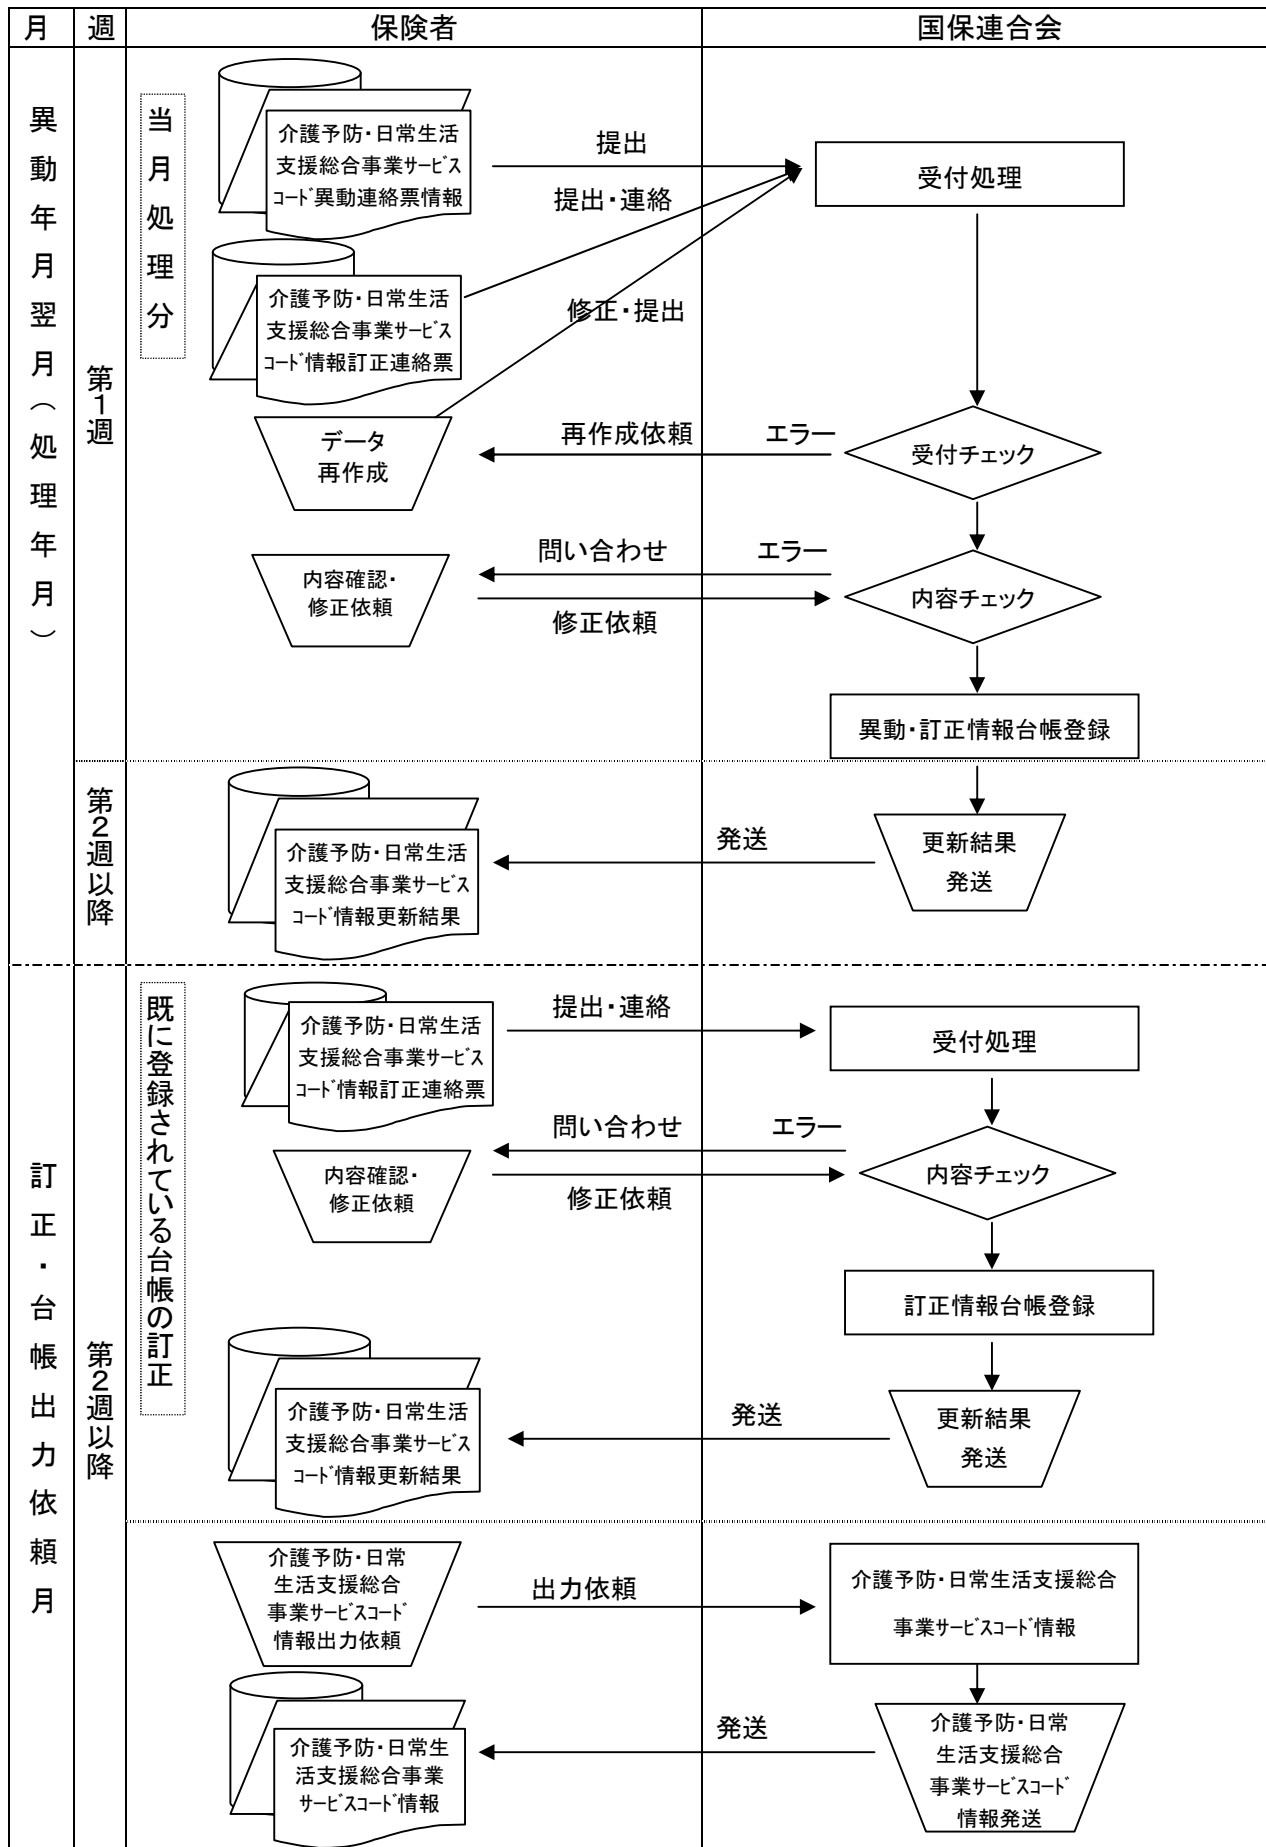 月
週
保険者
国保連合会
異動年月翌月（処理年月）
第1週
当月処理分
介護予防・日常生活
支援総合事業サービス
コード異動連絡票情報
提出
受付処理
提出・連絡
介護予防・日常生活
支援総合事業サービス
コード情報訂正連絡票
修正・提出
データ
再作成
再作成依頼
エラー
受付チェック
内容確認・
修正依頼
問い合わせ
エラー
修正依頼
内容チェック
異動・訂正情報台帳登録
第2週以降
介護予防・日常生活
支援総合事業サービス
コード情報更新結果
発送
更新結果
発送
訂正・台帳出力依頼月
第2週以降
既に登録されている台帳の訂正
介護予防・日常生活
支援総合事業サービス
コード情報訂正連絡票
提出・連絡
受付処理
内容確認・
修正依頼
問い合わせ
エラー
修正依頼
内容チェック
訂正情報台帳登録
介護予防・日常生活
支援総合事業サービス
コード情報更新結果
発送
更新結果
発送
介護予防・日常
生活支援総合
事業サービスコード
情報出力依頼
出力依頼
介護予防・日常生活支援総合
事業サービスコード情報
介護予防・日常生
活支援総合事業
サービスコード情報
発送
介護予防・日常
生活支援総合
事業サービスコード
情報発送